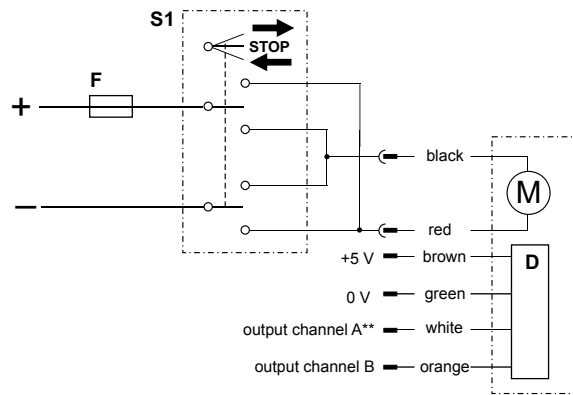 S1
STOP
F
+
−
black
M
red
+5 V brown D
0 V green
output channel A** white
output channel B orange